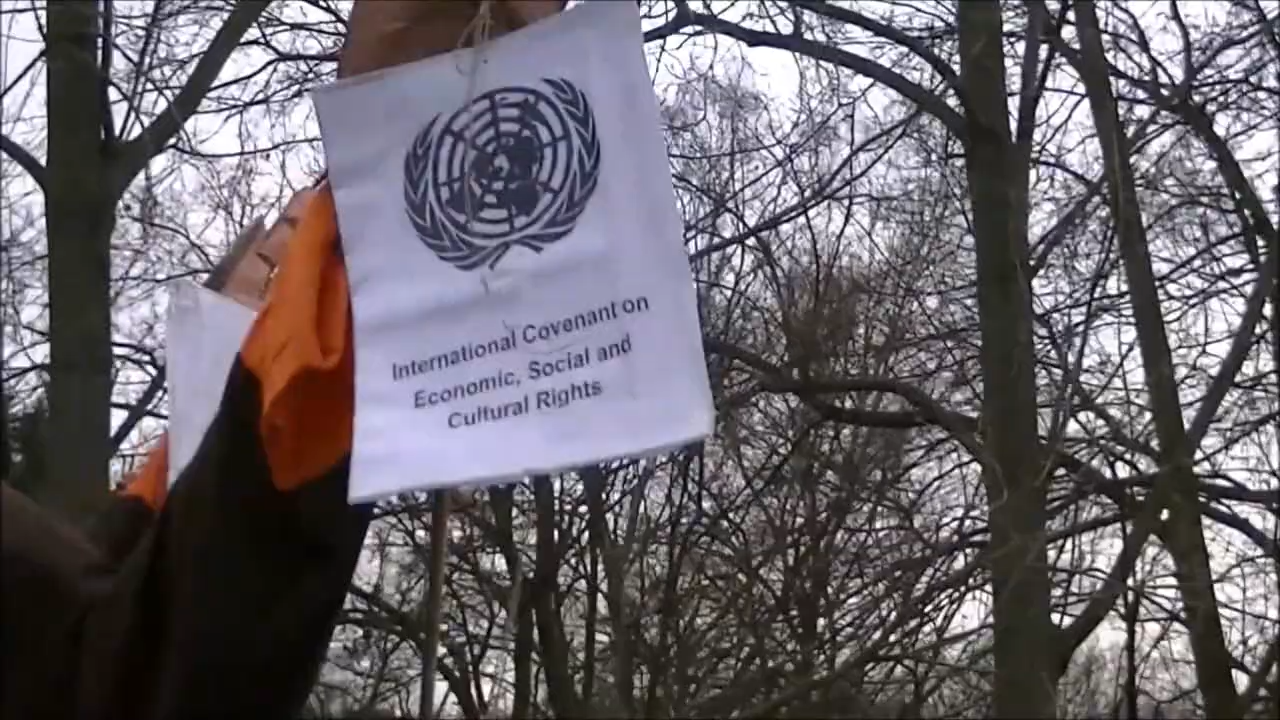 International Covenant on
Economic, Social and
Cultural Rights